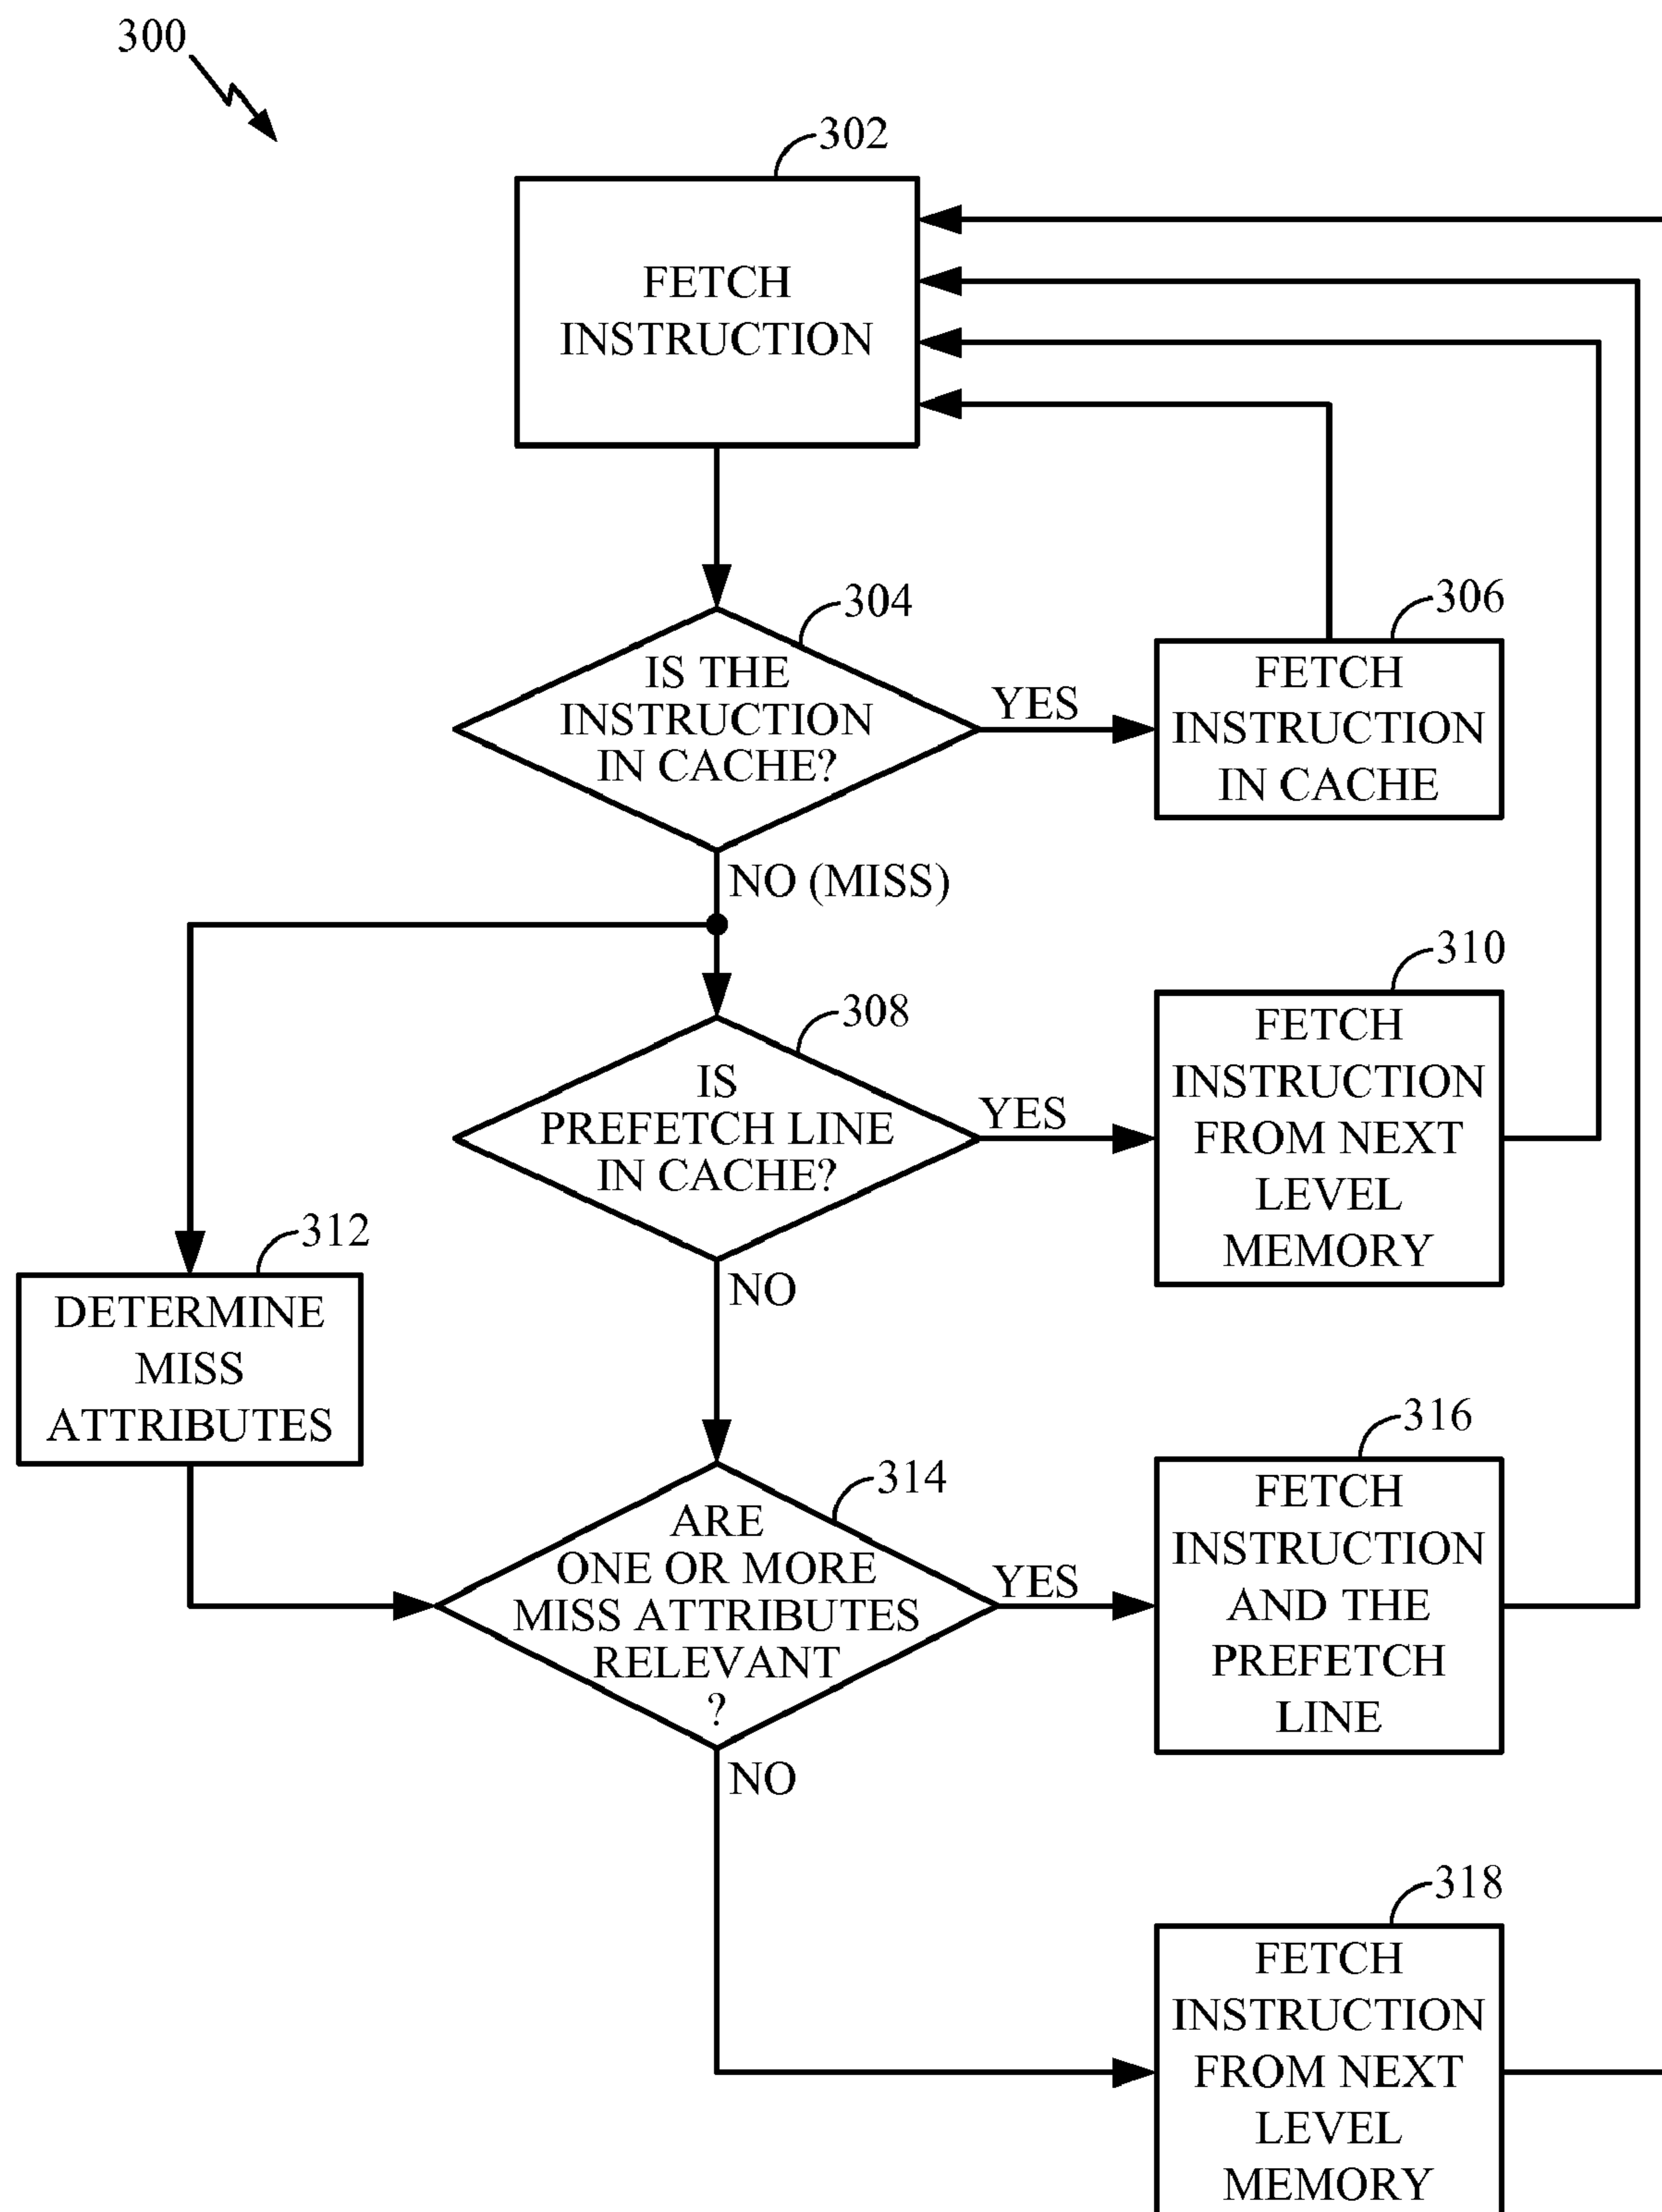 300
302
FETCH
INSTRUCTION
304
IS THE
INSTRUCTION
IN CACHE?
YES
306
FETCH
INSTRUCTION
IN CACHE
NO (MISS)
308
IS
PREFETCH LINE
IN CACHE?
YES
310
FETCH
INSTRUCTION
FROM NEXT
LEVEL
MEMORY
NO
312
DETERMINE
MISS
ATTRIBUTES
314
ARE
ONE OR MORE
MISS ATTRIBUTES
RELEVANT
?
YES
316
FETCH
INSTRUCTION
AND THE
PREFETCH
LINE
NO
318
FETCH
INSTRUCTION
FROM NEXT
LEVEL
MEMORY